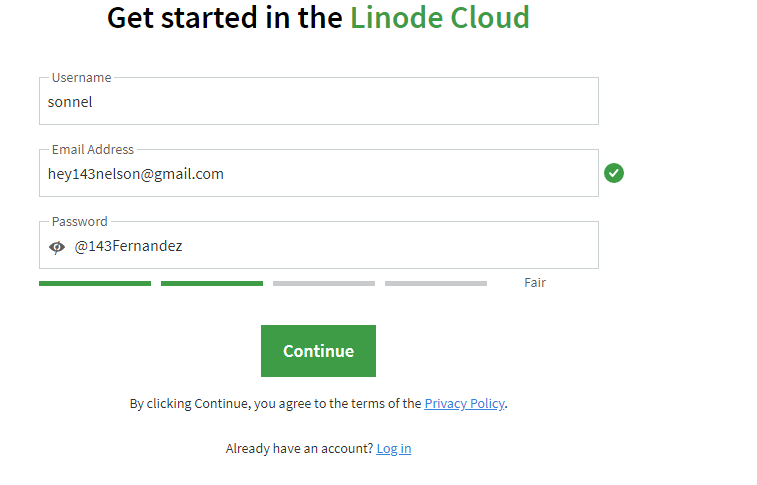 Get started in the Linode Cloud
Username
sonnel
Email Address
hey143nelson@gmail.com
Password
@143Fernandez
Fair
Continue
By clicking Continue, you agree to the terms of the Privacy Policy.
Already have an account? Log in